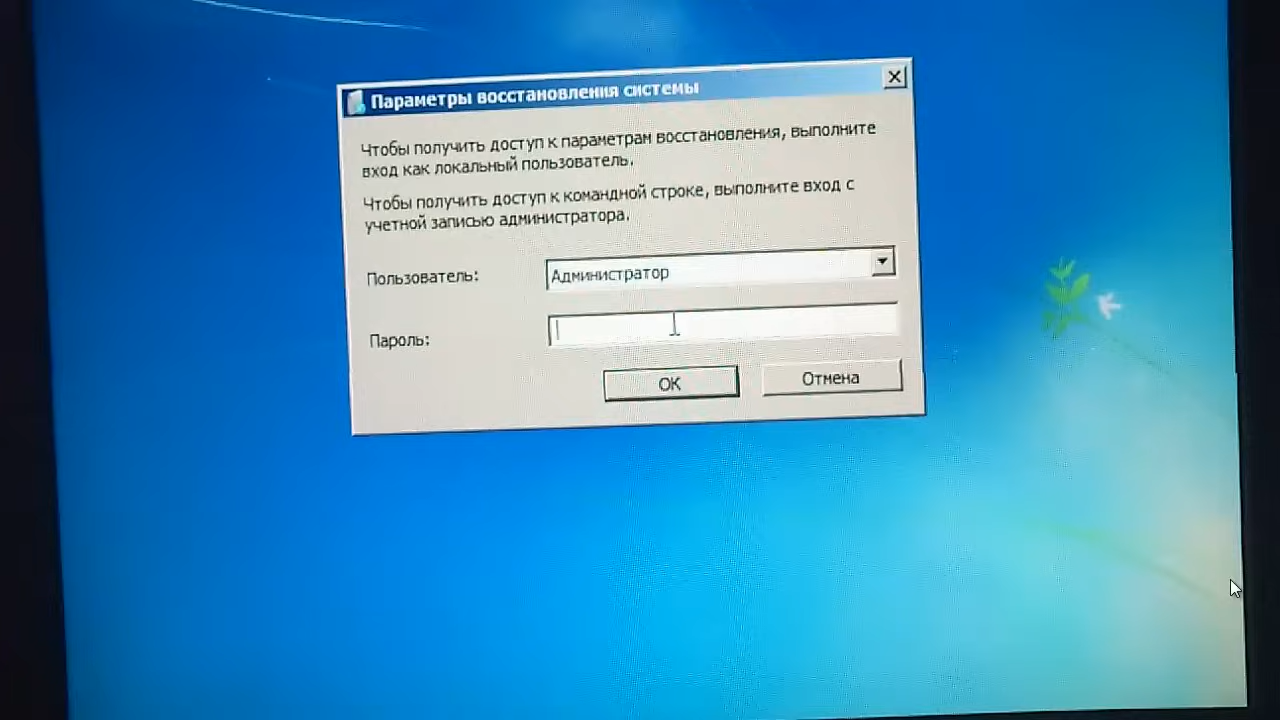 Параметры восстановления системы
Чтобы получить доступ к параметрам восстановления, выполните
вход как локальный пользователь.
Чтобы получить доступ к командной строке, выполните вход с
учетной записью администратора.
Пользователь: Администратор
Пароль:
ОК Отмена